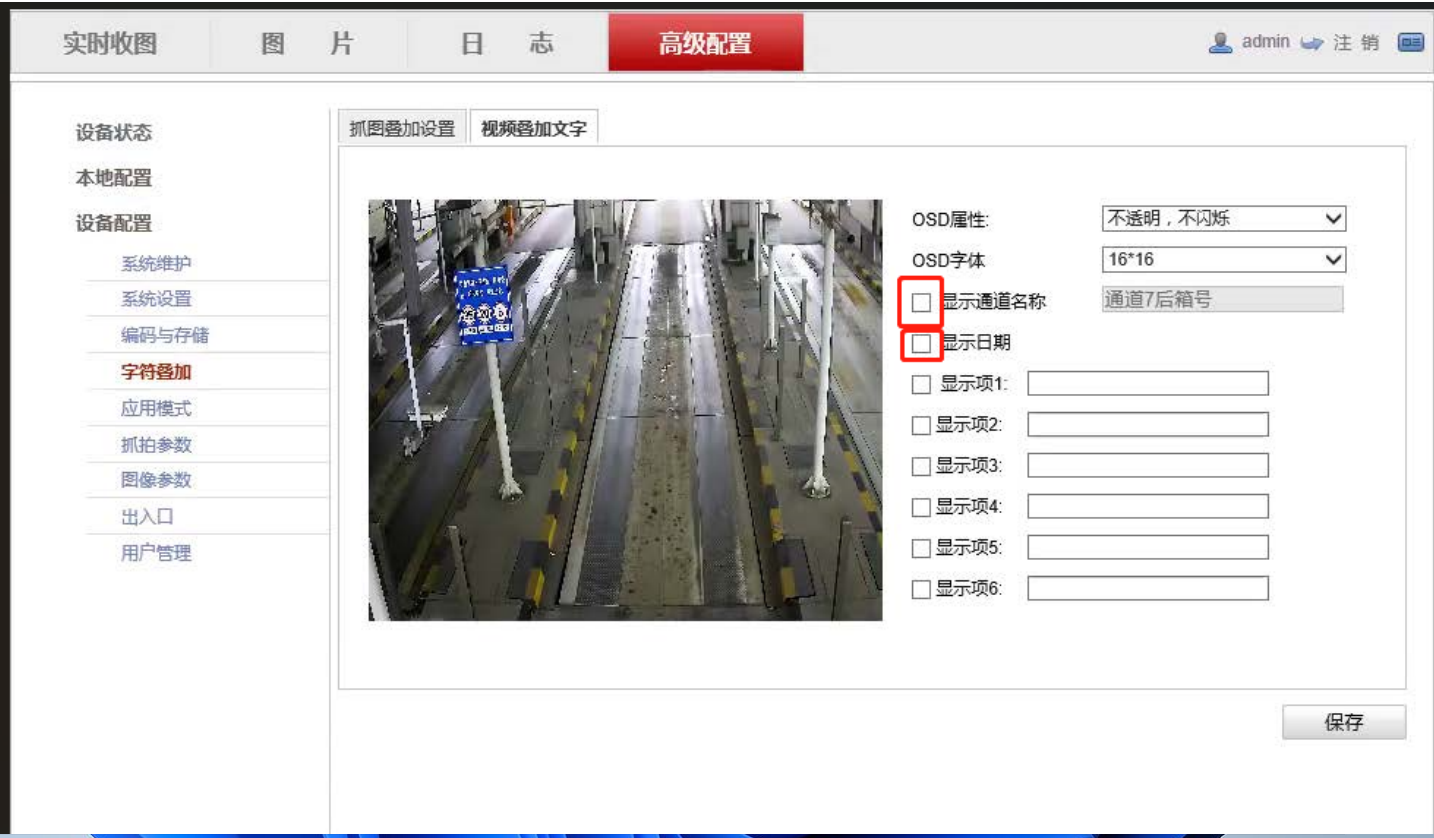 实时收图 图 片 日 志 高级配置 admin 注 销
设备状态
本地配置
设备配置
系统维护
系统设置
编码与存储
字符叠加
应用模式
抓拍参数
图像参数
出入口
用户管理
抓图叠加设置 视频叠加文字
OSD属性: 不透明，不闪烁
OSD字体 16*16
显示通道名称 通道7后箱号
显示日期
显示项1:
显示项2:
显示项3:
显示项4:
显示项5:
显示项6:
保存